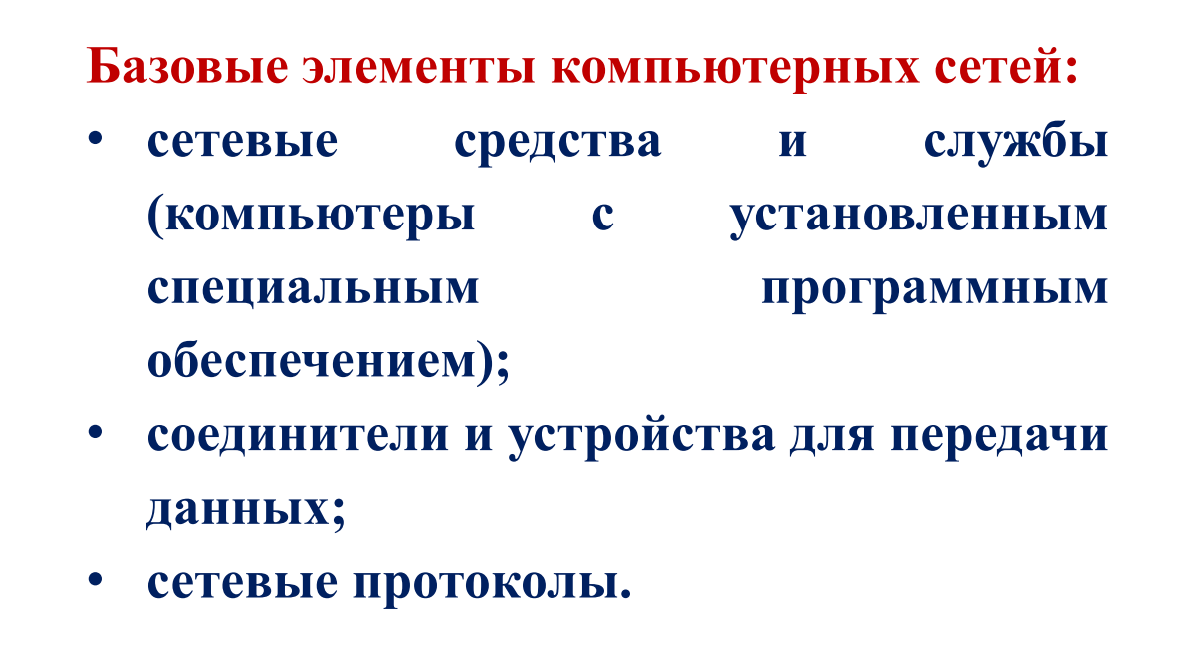 Базовые элементы компьютерных сетей:
• сетевые средства и службы
(компьютеры с установленным
специальным программным
обеспечением);
• соединители и устройства для передачи
данных;
• сетевые протоколы.